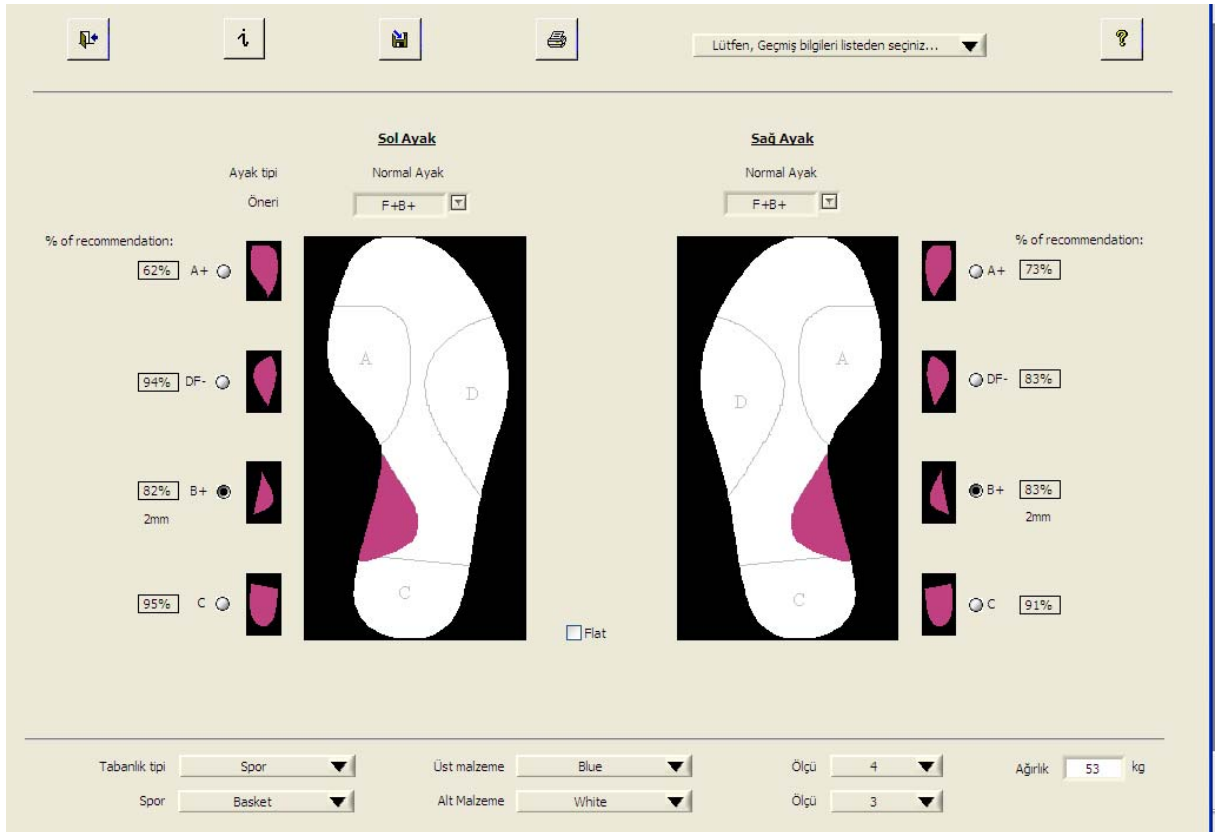 i
Lütfen, Geçmiş bilgileri listeden seçiniz...
?
Sol Ayak
Sağ Ayak
Ayak tipi
Normal Ayak
Normal Ayak
Öneri
F+B+
F+B+
% of recommendation:
% of recommendation:
62% A+
A+ 73%
A
A
94% DF-
DF- 83%
D
D
82% B+
B+ 83%
2mm
2mm
95% C
C 91%
C
C
Flat
Tabanlık tipi Spor
Üst malzeme Blue
Ölçü 4
Ağırlık 53 kg
Spor Basket
Alt Malzeme White
Ölçü 3